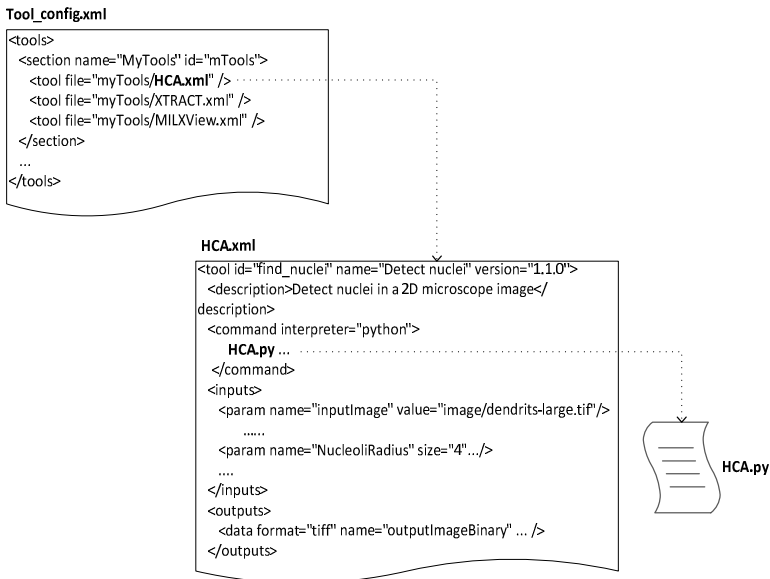 Tool_config.xml
<tools>
<section name="MyTools" id="mTools">
<tool file="myTools/HCA.xml" />
<tool file="myTools/XTRACT.xml" />
<tool file="myTools/MILXView.xml" />
</section>
...
</tools>
HCA.xml
<tool id="find_nuclei" name="Detect nuclei" version="1.1.0">
<description>Detect nuclei in a 2D microscope image</
description>
<command interpreter="python">
HCA.py ...
</command>
<inputs>
<param name="inputImage" value="image/dendrits-large.tif"/>
......
<param name="NucleoliRadius" size="4".../>
....
</inputs>
<outputs>
<data format="tiff" name="outputImageBinary" ... />
</outputs>
HCA.py